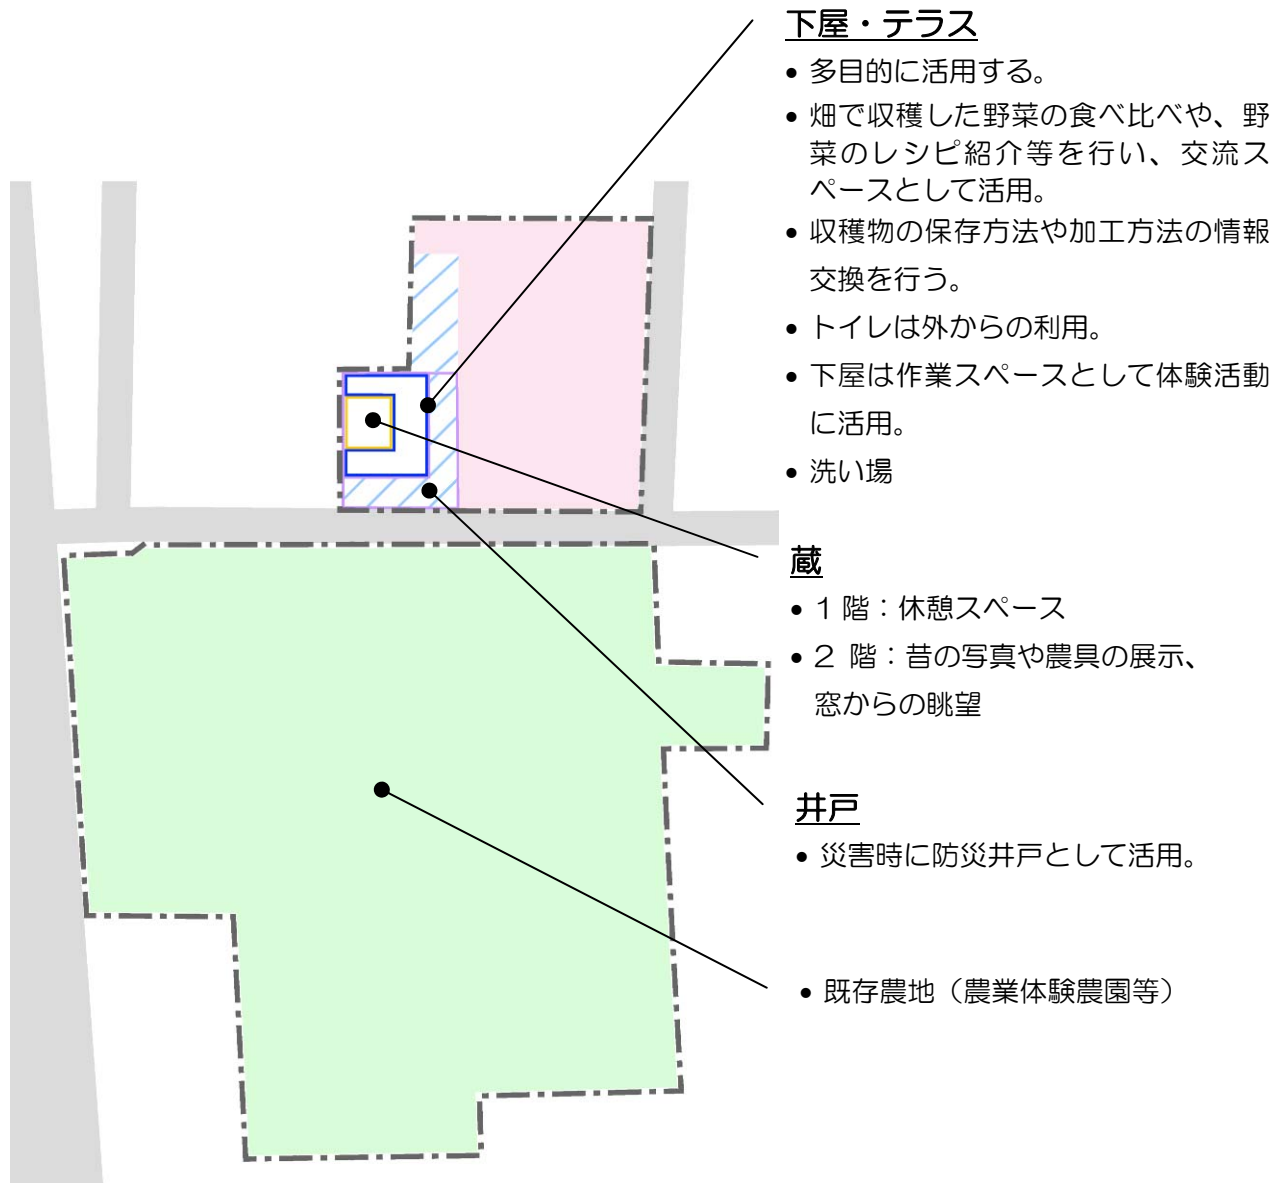 下屋・テラス
• 多目的に活用する。
• 畑で収穫した野菜の食べ比べや、野
菜のレシピ紹介等を行い、交流ス
ペースとして活用。
• 収穫物の保存方法や加工方法の情報
交換を行う。
• トイレは外からの利用。
• 下屋は作業スペースとして体験活動
に活用。
• 洗い場
蔵
• 1 階：休憩スペース
• 2 階：昔の写真や農具の展示、
窓からの眺望
井戸
• 災害時に防災井戸として活用。
• 既存農地（農業体験農園等）